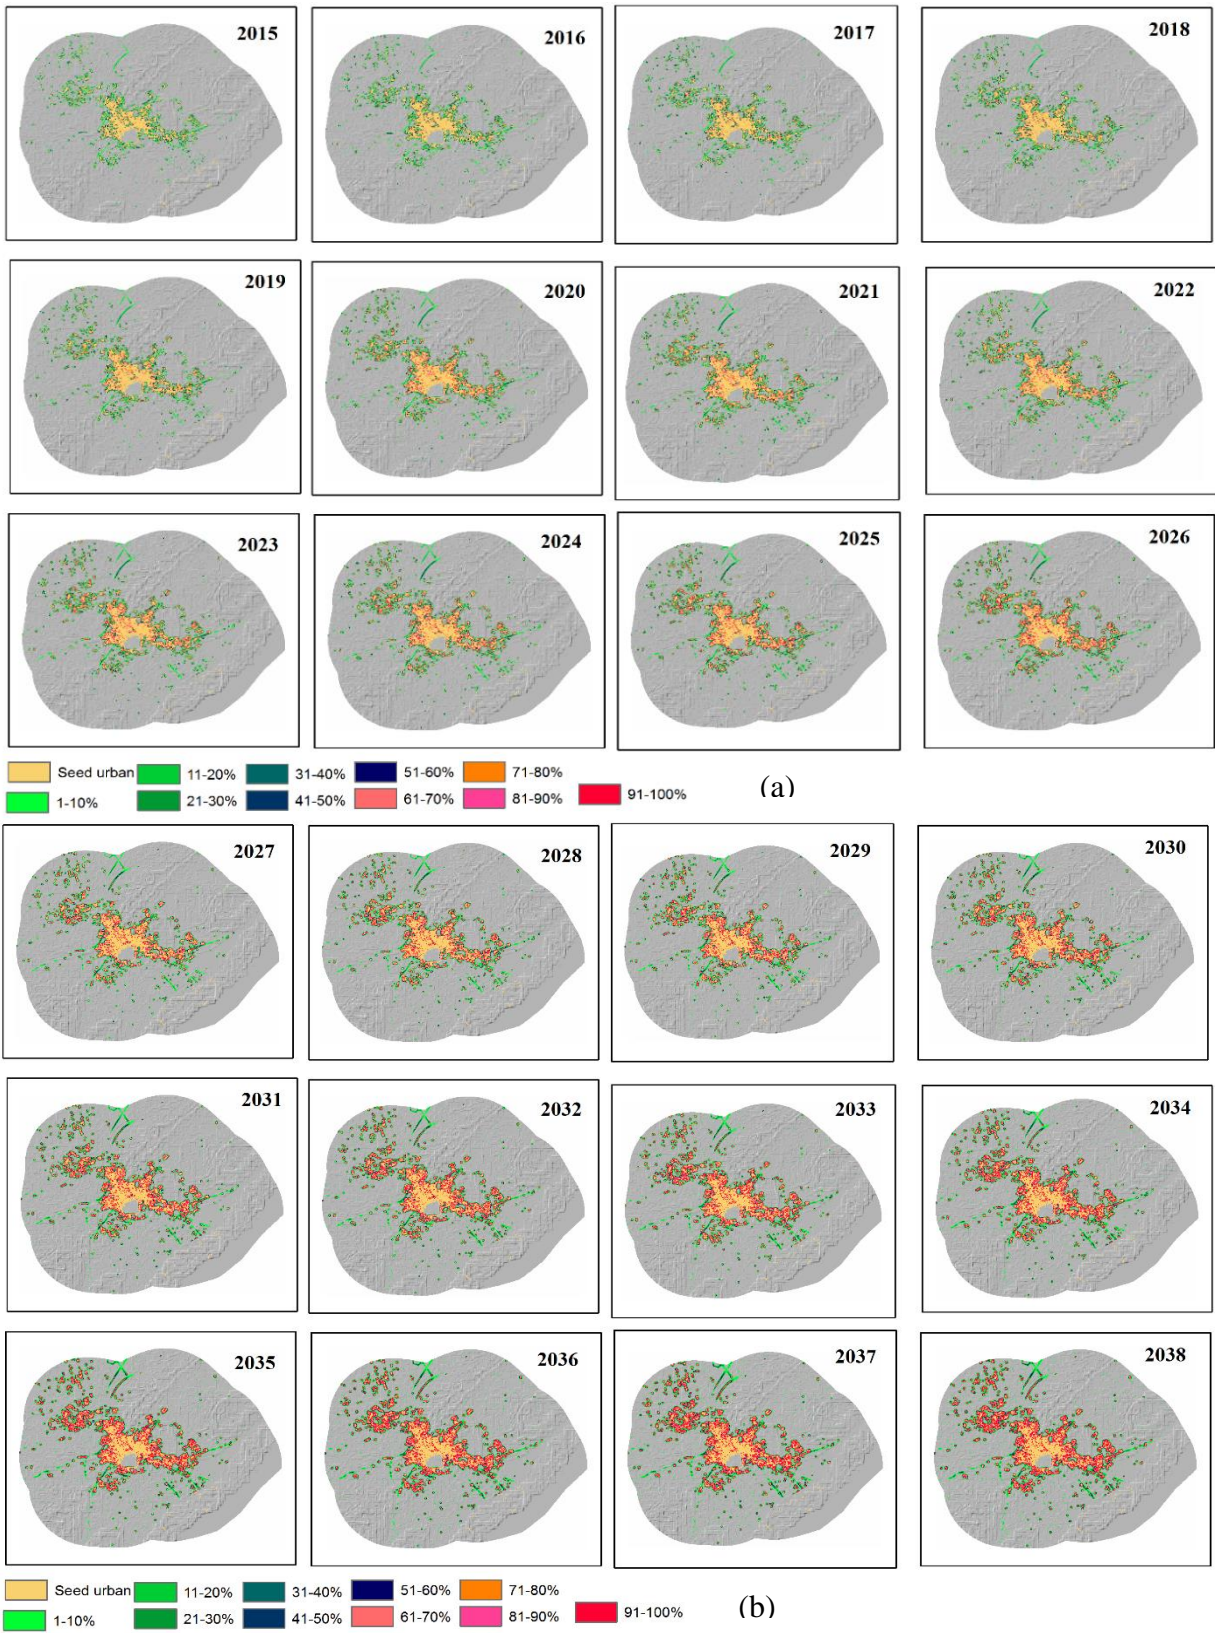 2015 2016 2017 2018
2019 2020 2021 2022
2023 2024 2025 2026
Seed urban 11-20% 31-40% 51-60% 71-80%
1-10% 21-30% 41-50% 61-70% 81-90% 91-100%
(a)
2027 2028 2029 2030
2031 2032 2033 2034
2035 2036 2037 2038
Seed urban 11-20% 31-40% 51-60% 71-80%
1-10% 21-30% 41-50% 61-70% 81-90% 91-100%
(b)